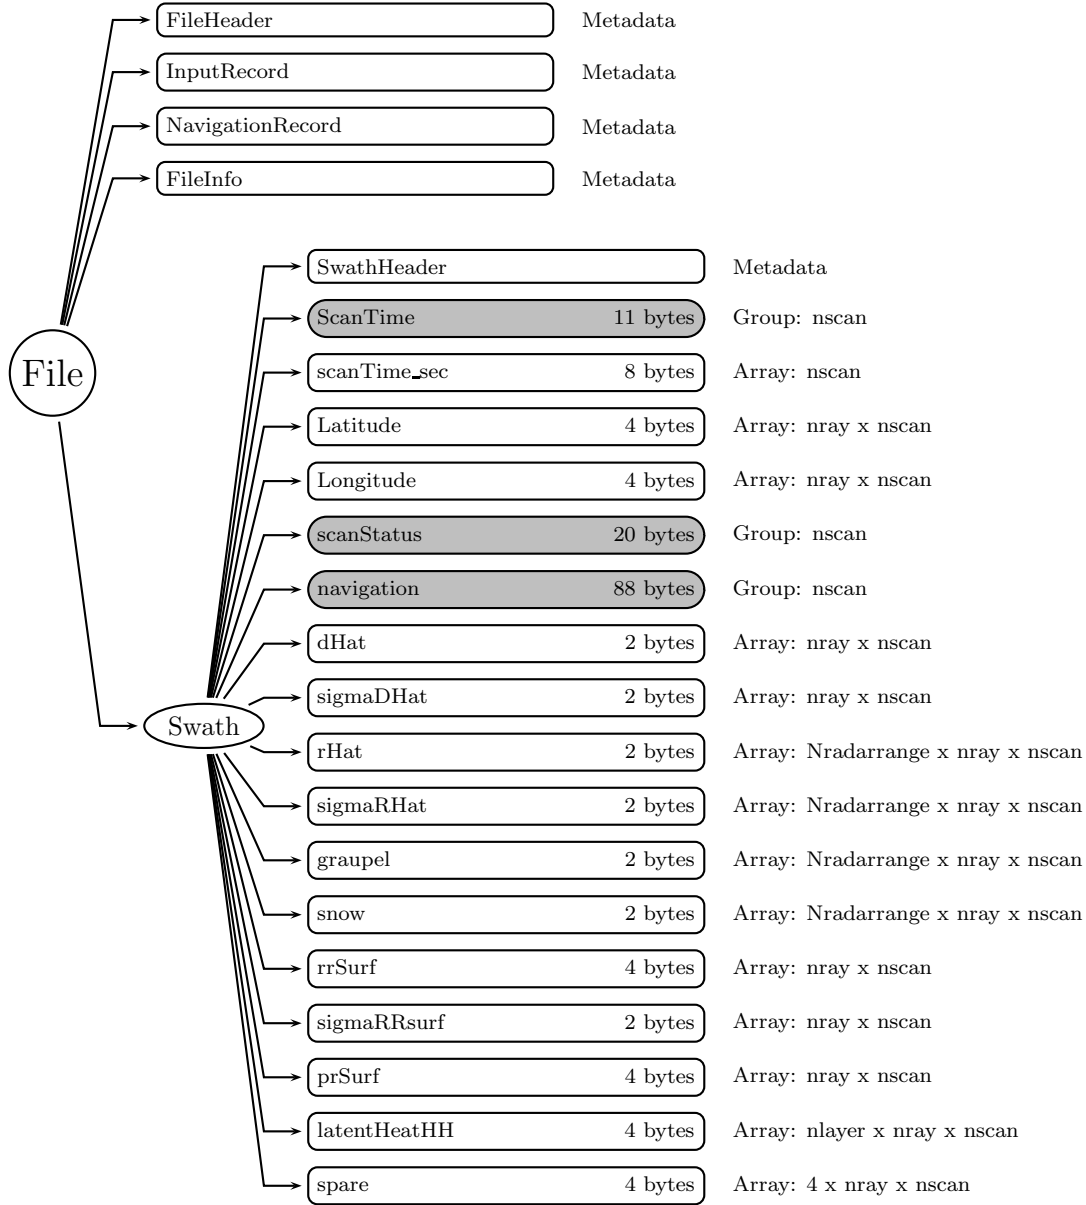 FileHeader Metadata
InputRecord Metadata
NavigationRecord Metadata
FileInfo Metadata
SwathHeader Metadata
ScanTime 11 bytes Group: nscan
File
scanTime_sec 8 bytes Array: nscan
Latitude 4 bytes Array: nray x nscan
Longitude 4 bytes Array: nray x nscan
scanStatus 20 bytes Group: nscan
navigation 88 bytes Group: nscan
dHat 2 bytes Array: nray x nscan
sigmaDHat 2 bytes Array: nray x nscan
Swath
rHat 2 bytes Array: Nradarrange x nray x nscan
sigmaRHat 2 bytes Array: Nradarrange x nray x nscan
graupel 2 bytes Array: Nradarrange x nray x nscan
snow 2 bytes Array: Nradarrange x nray x nscan
rrSurf 4 bytes Array: nray x nscan
sigmaRRsurf 2 bytes Array: nray x nscan
prSurf 4 bytes Array: nray x nscan
latentHeatHH 4 bytes Array: nlayer x nray x nscan
spare 4 bytes Array: 4 x nray x nscan